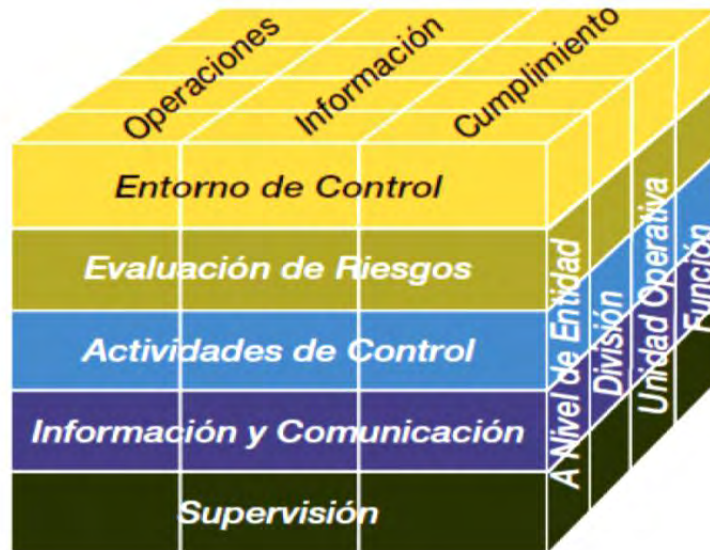 Operaciones
Información
Cumplimiento
Entorno de Control
Evaluación de Riesgos
Actividades de Control
Información y Comunicación
Supervisión
A Nivel de Entidad
División
Unidad Operativa
Función